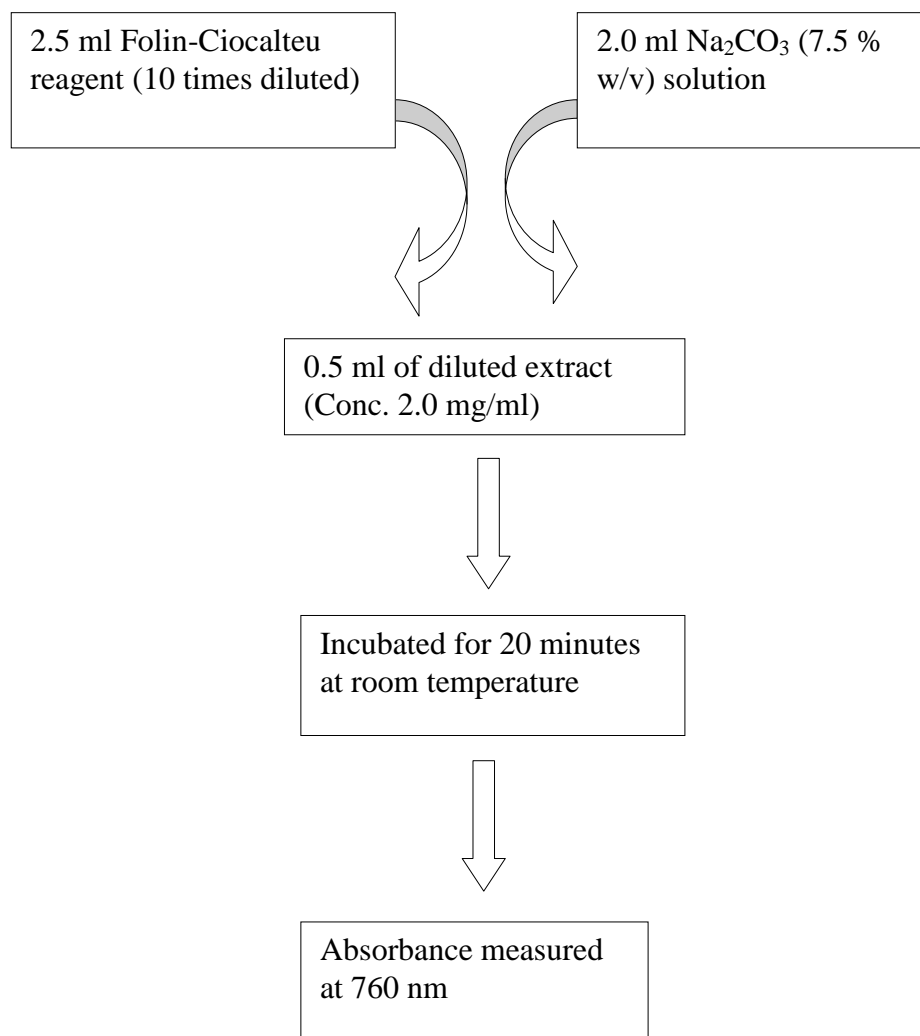 2.5 ml Folin-Ciocalteu
reagent (10 times diluted)
2.0 ml Na₂CO₃ (7.5 %
w/v) solution
0.5 ml of diluted extract
(Conc. 2.0 mg/ml)
Incubated for 20 minutes
at room temperature
Absorbance measured
at 760 nm